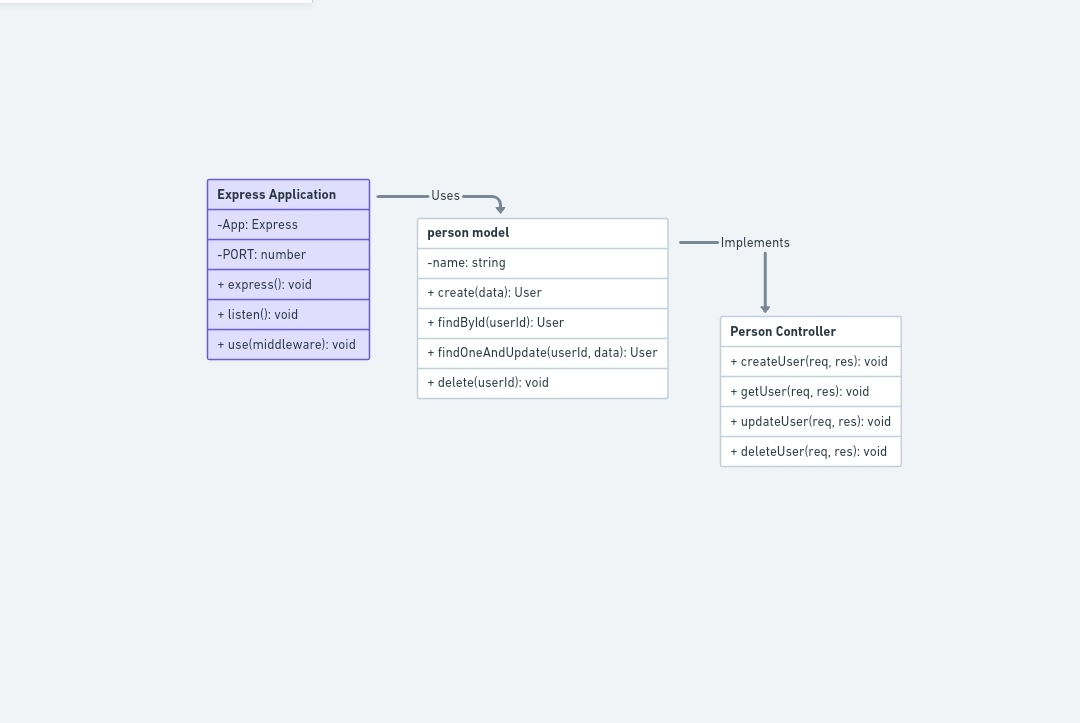 Express Application
-App: Express
-PORT: number
+ express(): void
+ listen(): void
+ use(middleware): void
Uses
person model
-name: string
+ create(data): User
+ findById(userId): User
+ findOneAndUpdate(userId, data): User
+ delete(userId): void
Implements
Person Controller
+ createUser(req, res): void
+ getUser(req, res): void
+ updateUser(req, res): void
+ deleteUser(req, res): void